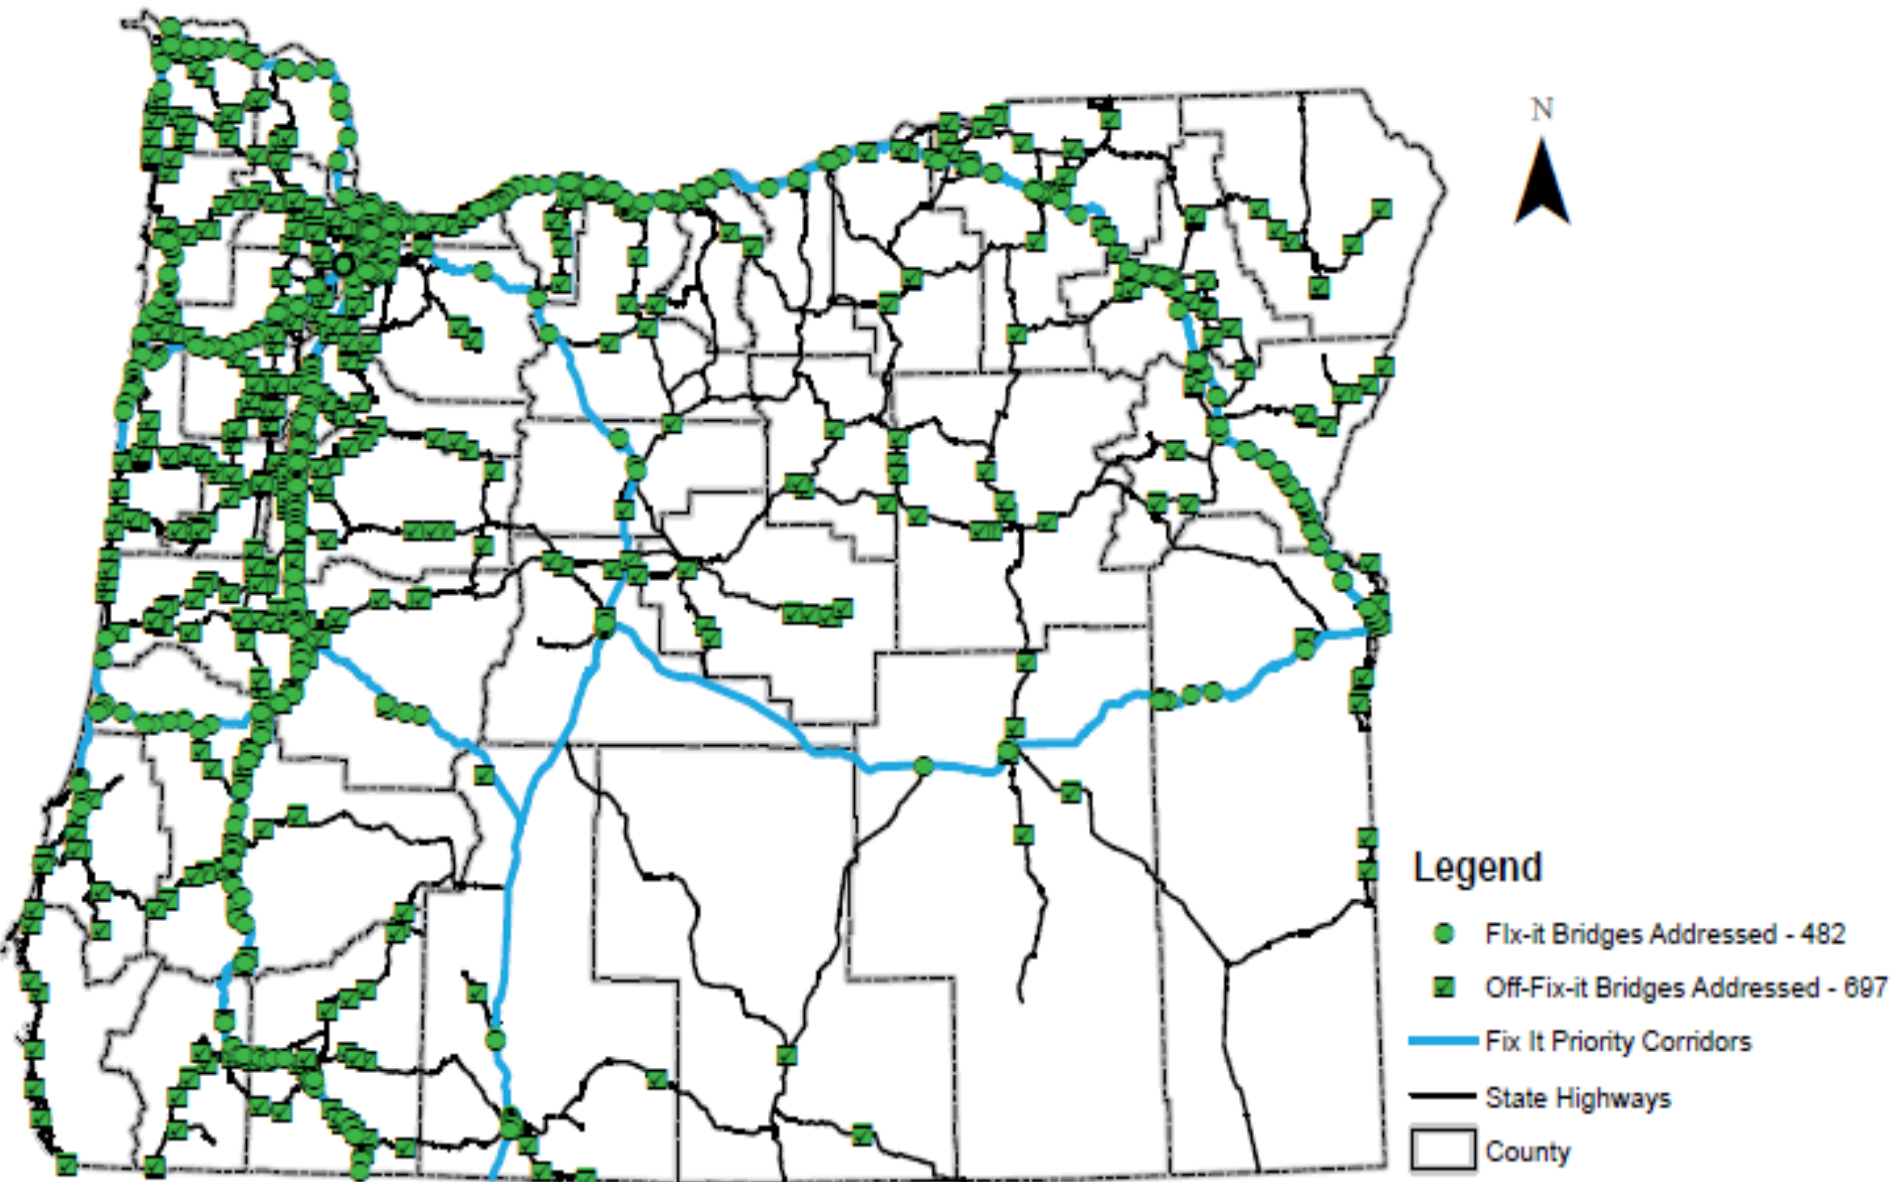 N
Legend
FIx-it Bridges Addressed - 482
Off-Fix-it Bridges Addressed - 697
Fix It Priority Corridors
State Highways
County